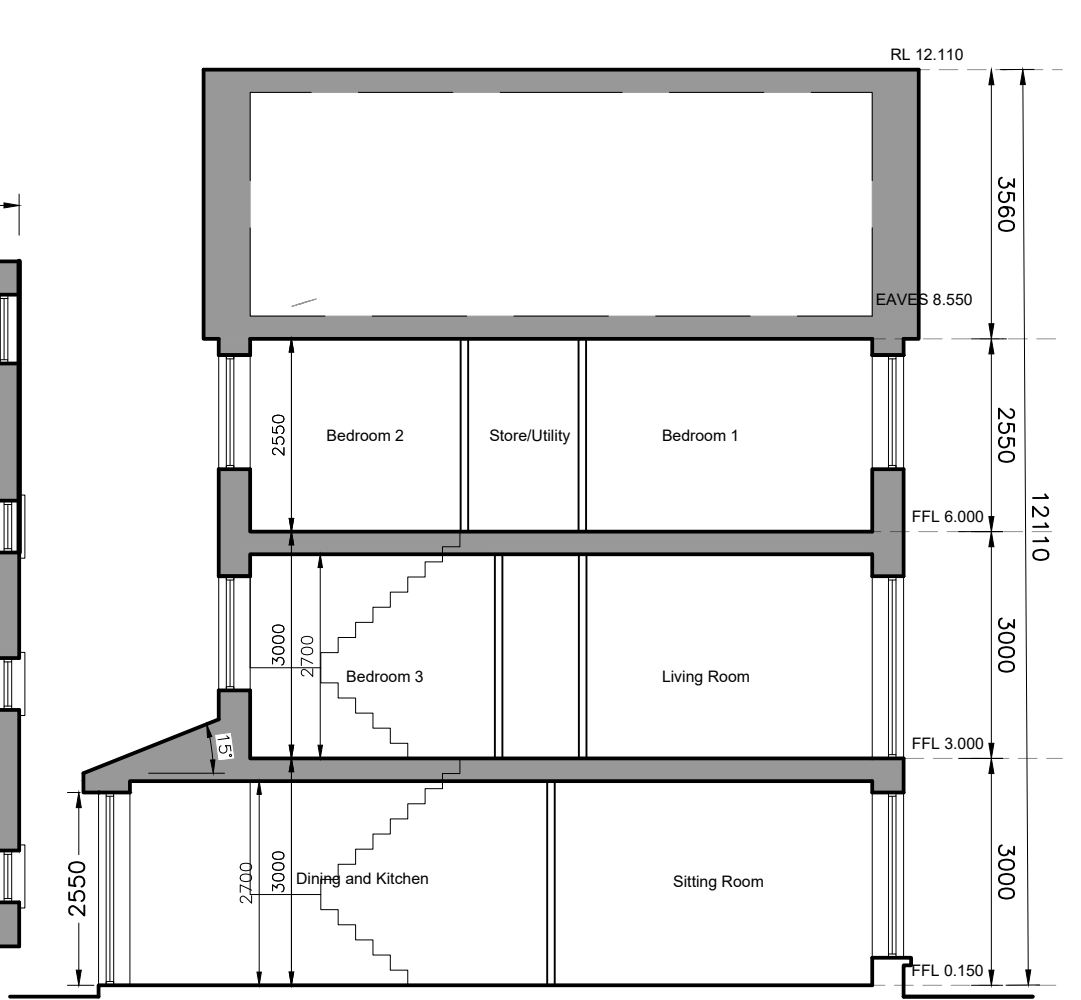 RL 12.110
3560
EAVES 8.550
2550
Bedroom 2
Store/Utility
Bedroom 1
2550
FFL 6.000
12110
3000
2700
Bedroom 3
Living Room
3000
15°
FFL 3.000
2550
2700
3000
Dining and Kitchen
Sitting Room
3000
FFL 0.150